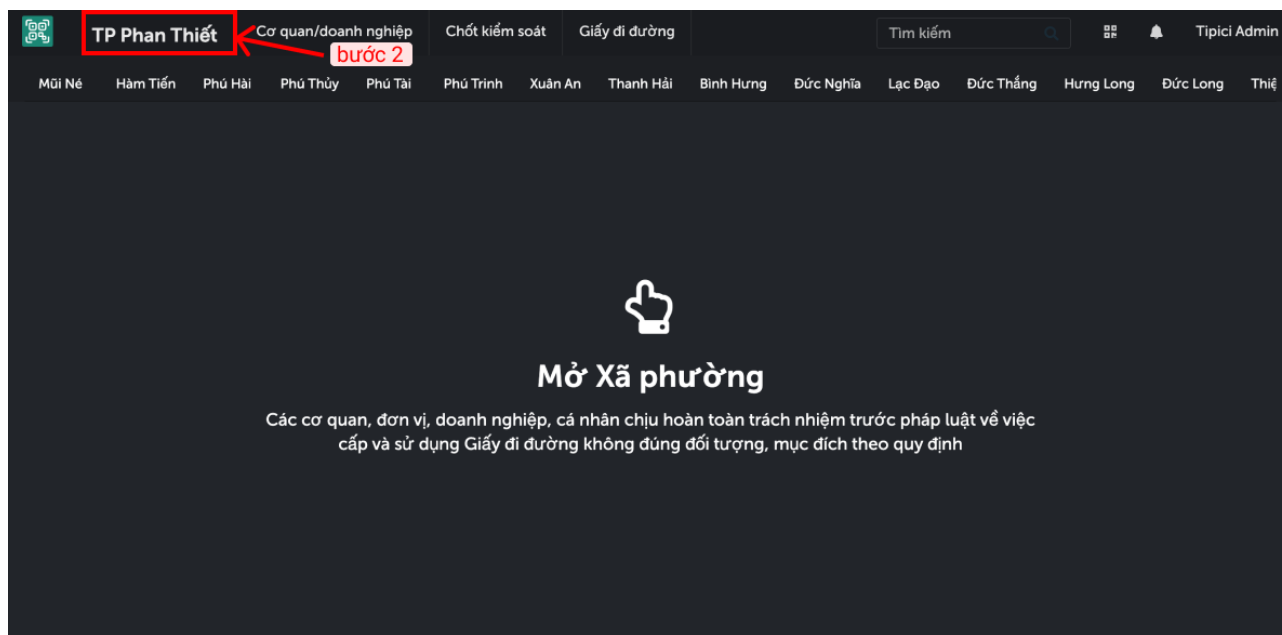 TP Phan Thiết Cơ quan/doanh nghiệp Chốt kiểm soát Giấy đi đường Tìm kiếm Tipici Admin
bước 2
Mũi Né Hàm Tiến Phú Hài Phú Thủy Phú Tài Phú Trinh Xuân An Thanh Hải Bình Hưng Đức Nghĩa Lạc Đạo Đức Thắng Hưng Long Đức Long Thiệ
Mở Xã phường
Các cơ quan, đơn vị, doanh nghiệp, cá nhân chịu hoàn toàn trách nhiệm trước pháp luật về việc
cấp và sử dụng Giấy đi đường không đúng đối tượng, mục đích theo quy định